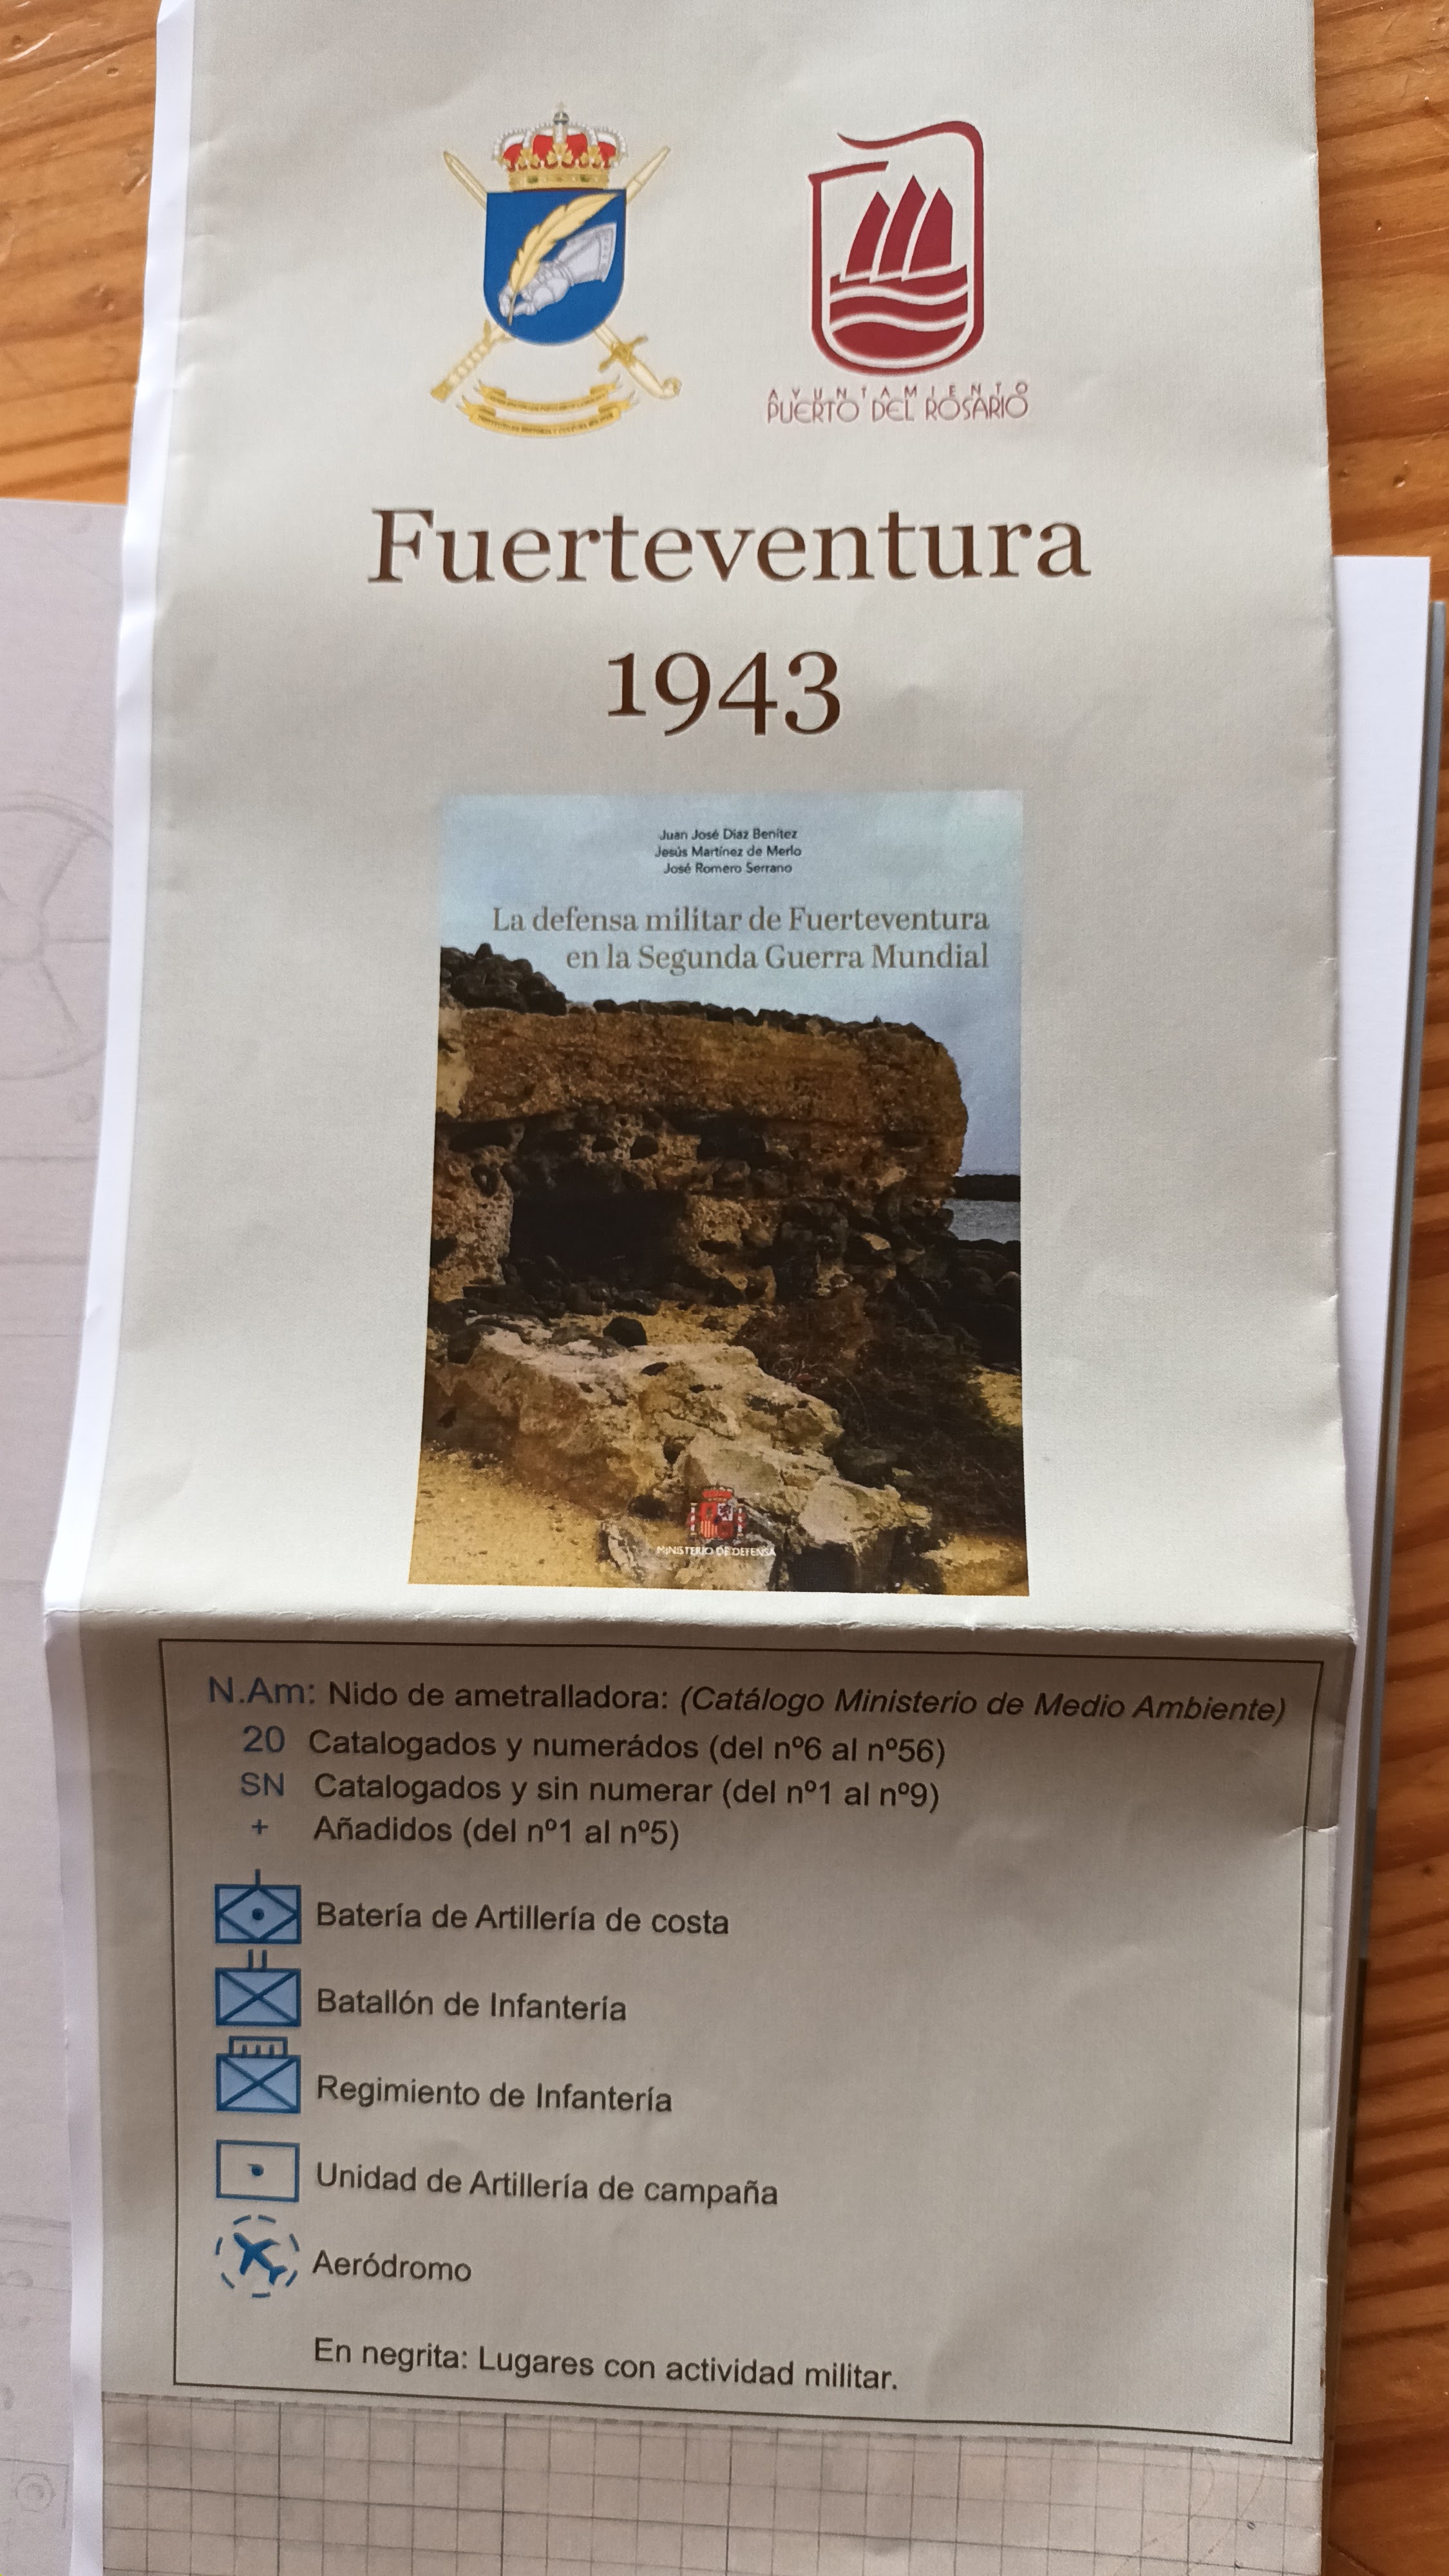 AYUNTAMIENTO
PUERTO DEL ROSARIO
Fuerteventura
1943
Juan José Díaz Benítez
Jesús Martínez de Merlo
José Romero Serrano
La defensa militar de Fuerteventura
en la Segunda Guerra Mundial
MINISTERIO DE DEFENSA
N.Am: Nido de ametralladora: (Catálogo Ministerio de Medio Ambiente)
20 Catalogados y numerádos (del nº6 al nº56)
SN Catalogados y sin numerar (del nº1 al nº9)
+ Añadidos (del nº1 al nº5)
Batería de Artillería de costa
Batallón de Infantería
Regimiento de Infantería
Unidad de Artillería de campaña
Aeródromo
En negrita: Lugares con actividad militar.